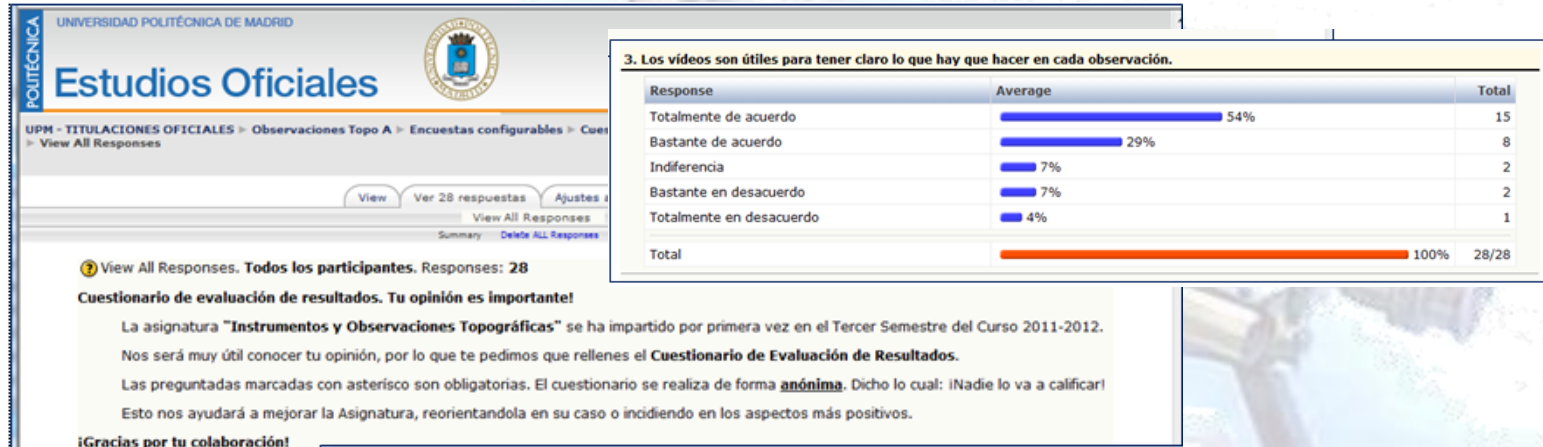 UNIVERSIDAD POLITÉCNICA DE MADRID
POLITÉCNICA
Estudios Oficiales
UPM - TITULACIONES OFICIALES ► Observaciones Topo A ► Encuestas configurables ► Cues
► View All Responses
View Ver 28 respuestas Ajustes a
View All Responses
Summary Delete ALL Responses
View All Responses. Todos los participantes. Responses: 28
Cuestionario de evaluación de resultados. Tu opinión es importante!
La asignatura "Instrumentos y Observaciones Topográficas" se ha impartido por primera vez en el Tercer Semestre del Curso 2011-2012.
Nos será muy útil conocer tu opinión, por lo que te pedimos que rellenes el Cuestionario de Evaluación de Resultados.
Las preguntadas marcadas con asterísco son obligatorias. El cuestionario se realiza de forma anónima. Dicho lo cual: ¡Nadie lo va a calificar!
Esto nos ayudará a mejorar la Asignatura, reorientandola en su caso o incidiendo en los aspectos más positivos.
¡Gracias por tu colaboración!
3. Los vídeos son útiles para tener claro lo que hay que hacer en cada observación.
Response Average Total
Totalmente de acuerdo 54% 15
Bastante de acuerdo 29% 8
Indiferencia 7% 2
Bastante en desacuerdo 7% 2
Totalmente en desacuerdo 4% 1
Total 100% 28/28